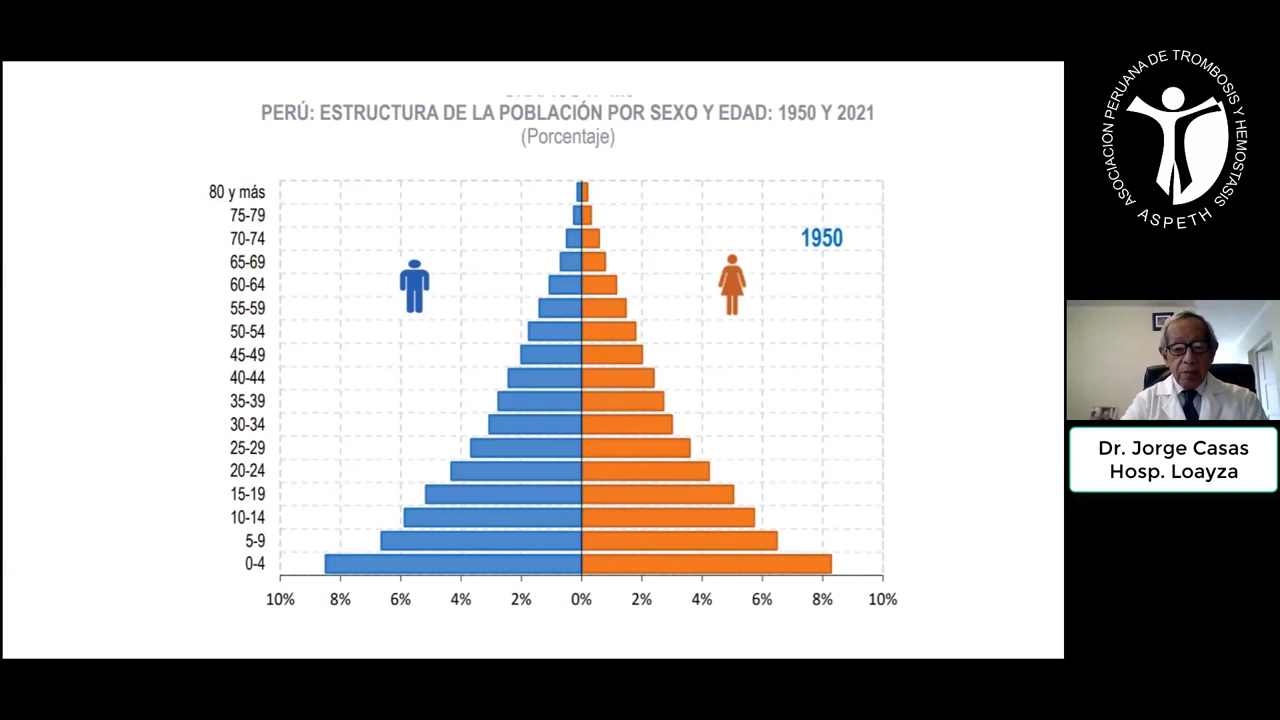 PERÚ: ESTRUCTURA DE LA POBLACIÓN POR SEXO Y EDAD: 1950 Y 2021
(Porcentaje)
80 y más
75-79
70-74
65-69
60-64
55-59
50-54
45-49
40-44
35-39
30-34
25-29
20-24
15-19
10-14
5-9
0-4
1950
10% 8% 6% 4% 2% 0% 2% 4% 6% 8% 10%
ASOCIACION PERUANA DE TROMBOSIS Y HEMOSTASIS
ASPETH
Dr. Jorge Casas
Hosp. Loayza